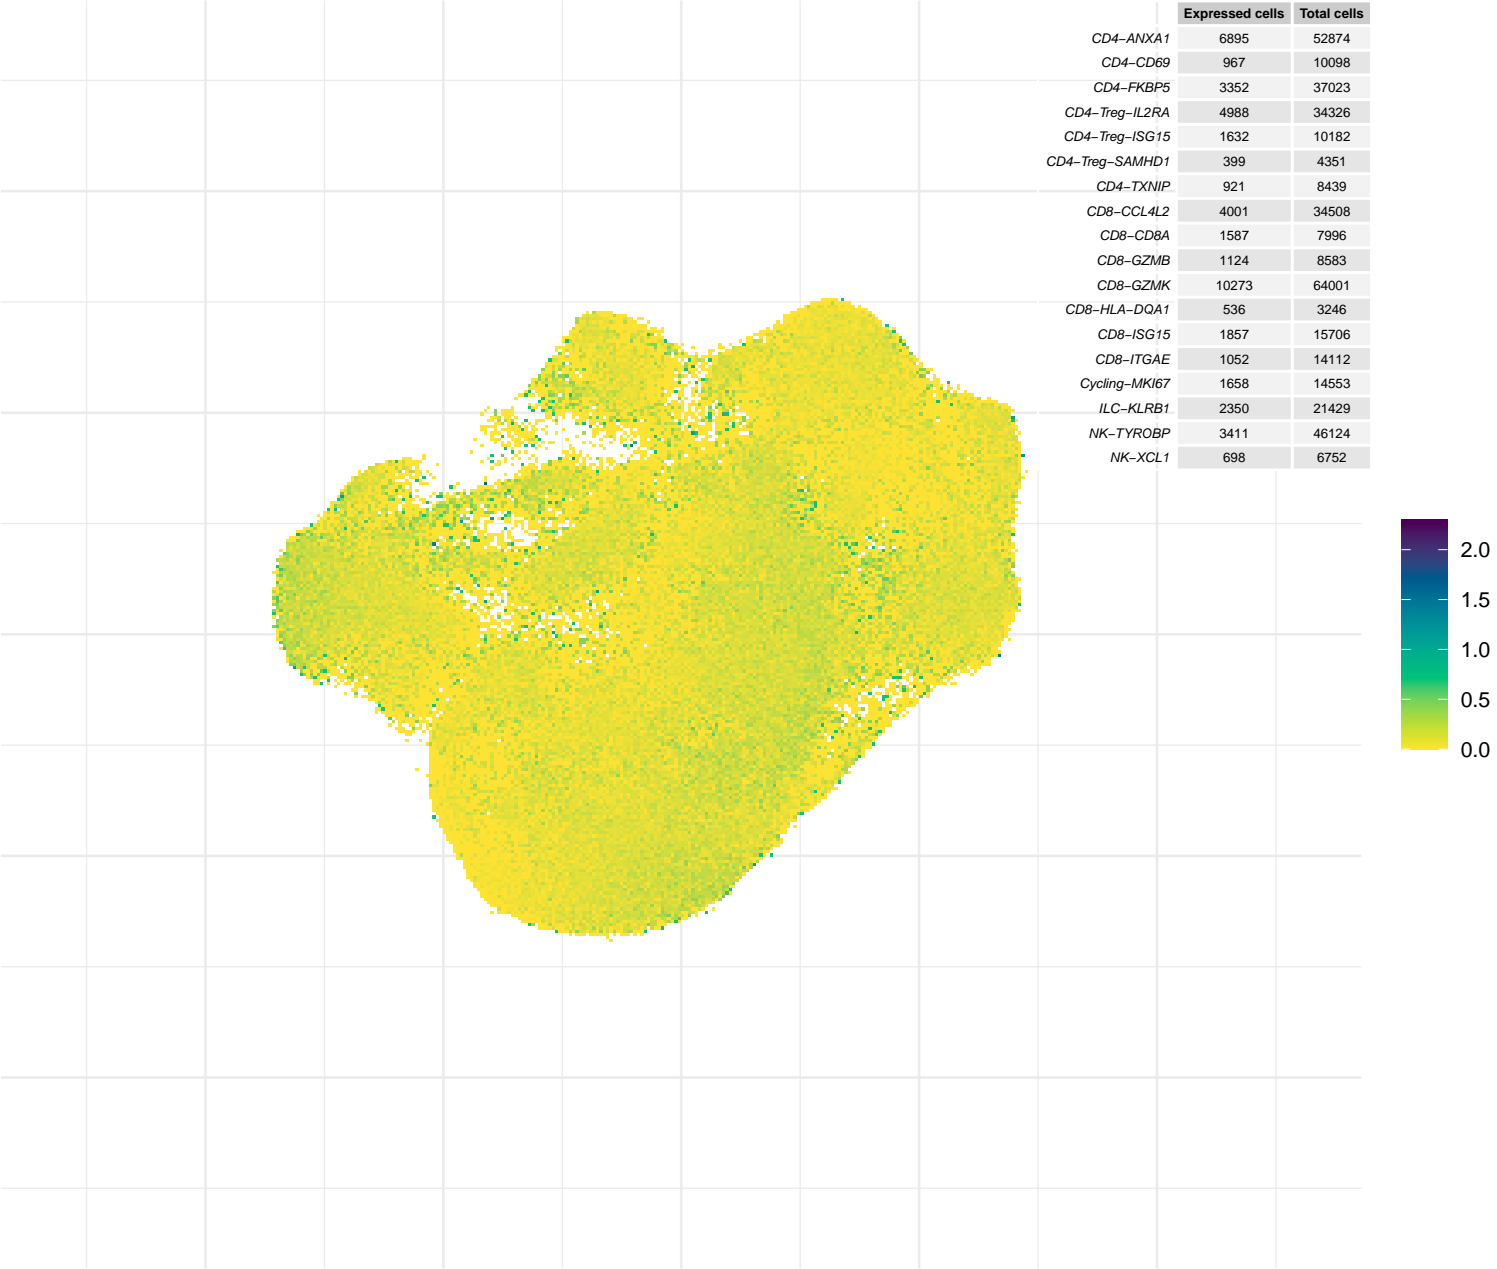 Expressed cells Total cells
CD4−ANXA1 6895 52874
CD4−CD69 967 10098
CD4−FKBP5 3352 37023
CD4−Treg−IL2RA 4988 34326
CD4−Treg−ISG15 1632 10182
CD4−Treg−SAMHD1 399 4351
CD4−TXNIP 921 8439
CD8−CCL4L2 4001 34508
CD8−CD8A 1587 7996
CD8−GZMB 1124 8583
CD8−GZMK 10273 64001
CD8−HLA−DQA1 536 3246
CD8−ISG15 1857 15706
CD8−ITGAE 1052 14112
Cycling−MKI67 1658 14553
ILC−KLRB1 2350 21429
NK−TYROBP 3411 46124
NK−XCL1 698 6752
2.0
1.5
1.0
0.5
0.0